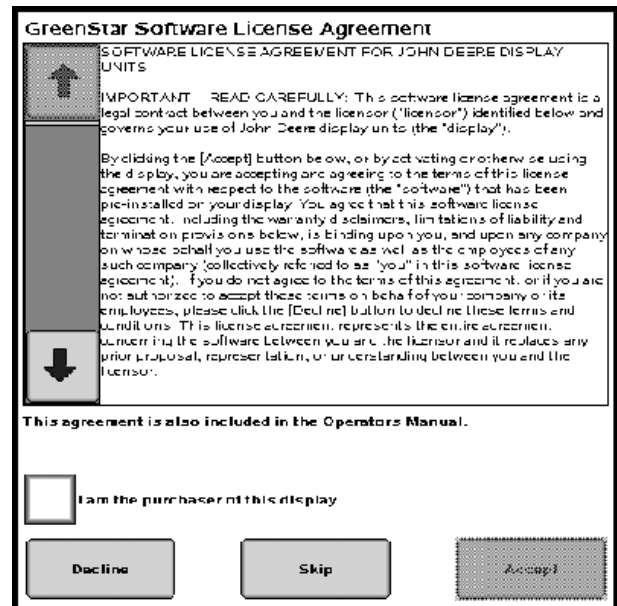 GreenStar Software License Agreement
SOFTWARE LICENSE AGREEMENT FOR JOHN DEERE DISPLAY
UNITS
IMPORTANT READ CAREFULLY: This software license agreement is a
legal contract between you and the licensor ("licensor") identified below and
governs your use of John Deere display units (the "display").
By clicking the [Accept] button below, or by activating or otherwise using
the display, you are accepting and agreeing to the terms of this license
agreement with respect to the software (the "software") that has been
pre-installed on your display. You agree that this software license
agreement, including the warranty disclaimers, limitations of liability and
termination provisions below, is binding upon you, and upon any company
on whose behalf you use the software as well as the employees of any
such company (collectively referred to as "you" in this software license
agreement). If you do not agree to the terms of this agreement, or if you are
not authorized to accept these terms on behalf of your company or its
employees, please click the [Decline] button to decline these terms and
conditions. This license agreement represents the entire agreement
concerning the software between you and the licensor and it replaces any
prior proposal, representation, or understanding between you and the
licensor.
This agreement is also included in the Operators Manual.
I am the purchaser of this display
Decline
Skip
Accept